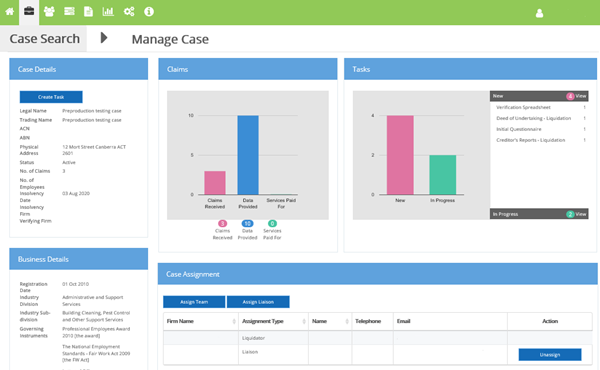 Case Search
Manage Case
Case Details
Create Task
Legal Name Preproduction testing case
Trading Name Preproduction testing case
ACN
ABN
Physical 12 Mort Street Canberra ACT
Address 2601
Status Active
No. of Claims 3
No. of
Employees
Insolvency 03 Aug 2020
Date
Insolvency
Firm
Verifying Firm
Business Details
Registration 01 Oct 2010
Date
Industry Administrative and Support
Division Services
Industry Sub- Building Cleaning, Pest Control
division and Other Support Services
Governing Professional Employees Award
Instruments 2010 [the award]
The National Employment
Standards - Fair Work Act 2009
[the FW Act]
Claims
10
5
0
Claims Data Services Paid
Received Provided For
3 10 0
Claims Data Services
Received Provided Paid For
Tasks
4
2
0
New In Progress
New 4 View
Verification Spreadsheet 1
Deed of Undertaking - Liquidation 1
Initial Questionnaire 1
Creditor's Reports - Liquidation 1
In Progress 2 View
Case Assignment
Assign Team Assign Liaison
Firm Name Assignment Type Name Telephone Email Action
Liquidator
Liaison Unassign